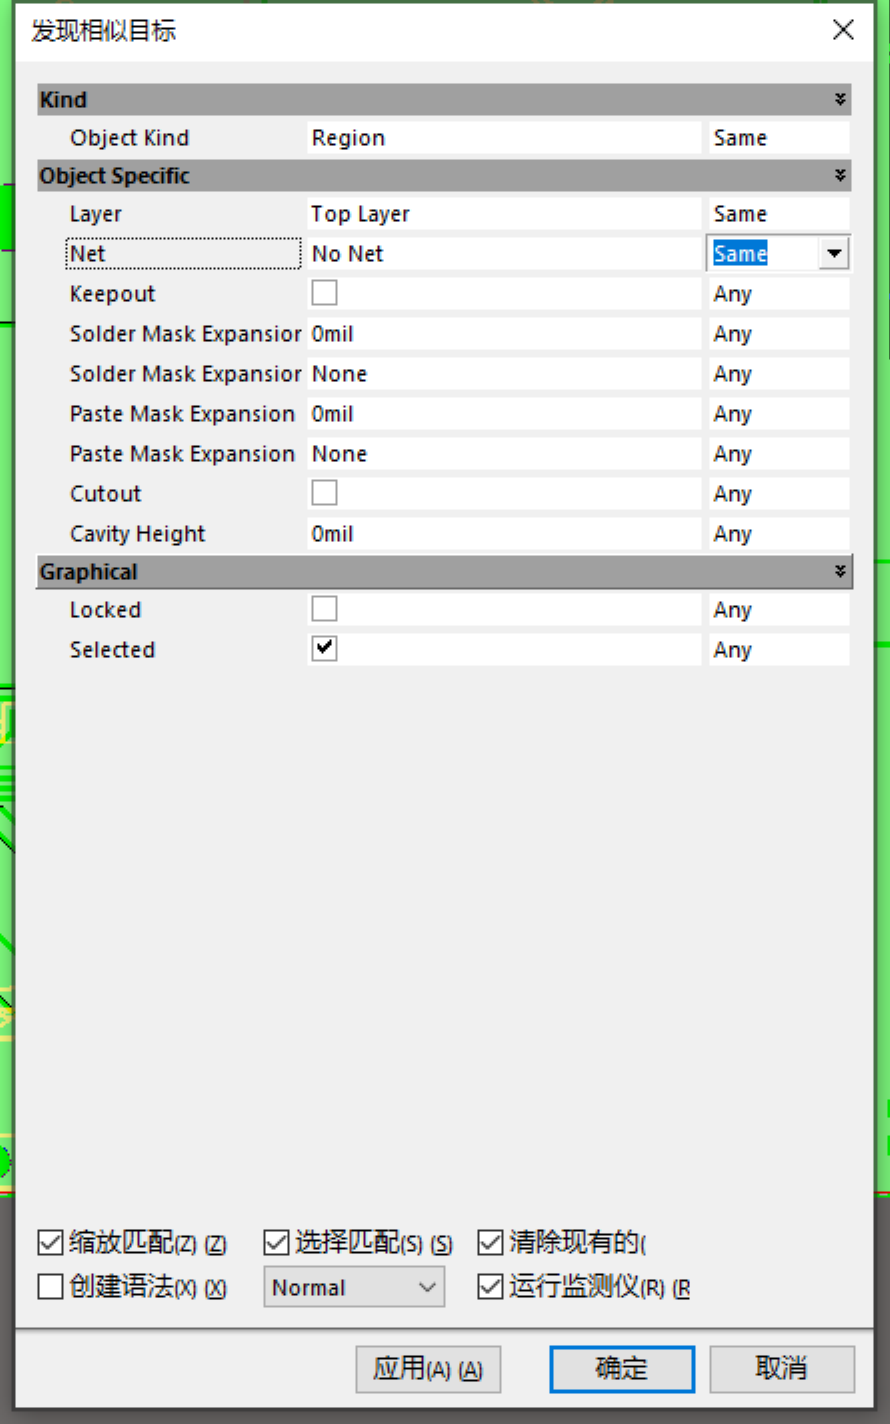 发现相似目标
Kind
Object Kind Region Same
Object Specific
Layer Top Layer Same
Net No Net Same
Keepout Any
Solder Mask Expansior 0mil Any
Solder Mask Expansior None Any
Paste Mask Expansion 0mil Any
Paste Mask Expansion None Any
Cutout Any
Cavity Height 0mil Any
Graphical
Locked Any
Selected Any
缩放匹配(Z) (Z) 选择匹配(S) (S) 清除现有的(
创建语法(X) (X) Normal 运行监测仪(R) (R
应用(A) (A) 确定 取消